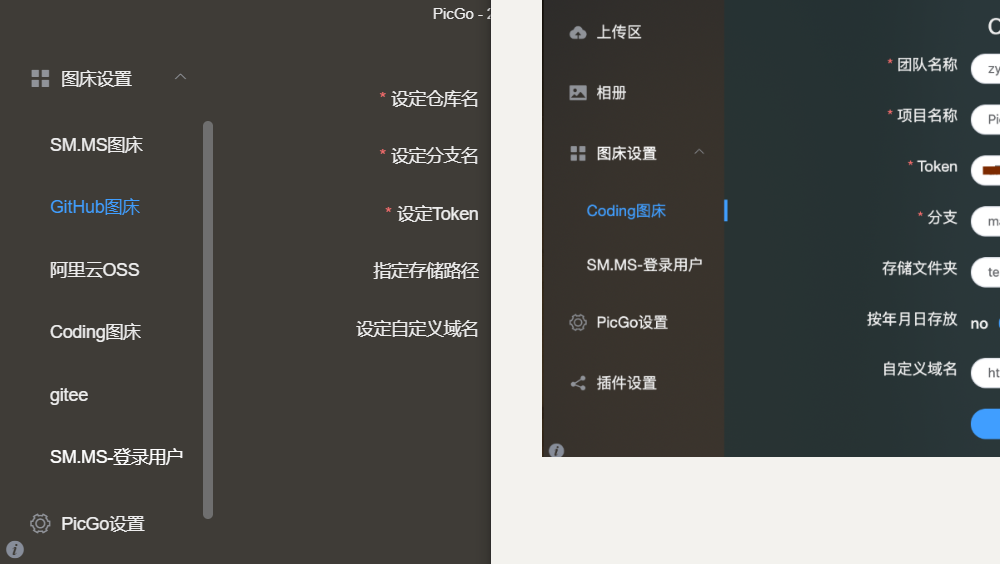 PicGo - 2
图床设置
SM.MS图床
GitHub图床
阿里云OSS
Coding图床
gitee
SM.MS-登录用户
PicGo设置
* 设定仓库名
* 设定分支名
* 设定Token
指定存储路径
设定自定义域名
上传区
相册
图床设置
Coding图床
SM.MS-登录用户
PicGo设置
插件设置
C
* 团队名称 zy
* 项目名称 Pi
* Token
* 分支 ma
存储文件夹 te
按年月日存放 no
自定义域名 ht